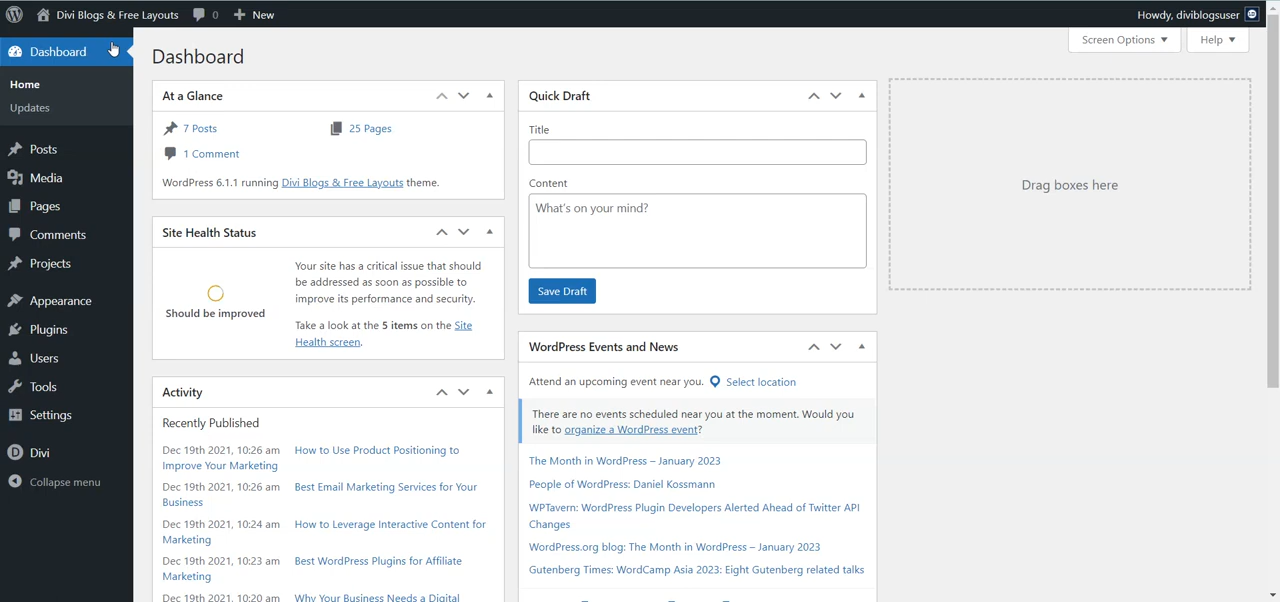 Divi Blogs & Free Layouts 0 New Howdy, diviblogsuser
Dashboard
Home
Updates
Posts
Media
Pages
Comments
Projects
Appearance
Plugins
Users
Tools
Settings
Divi
Collapse menu
Screen Options Help
Dashboard
At a Glance
7 Posts 25 Pages
1 Comment
WordPress 6.1.1 running Divi Blogs & Free Layouts theme.
Site Health Status
Should be improved
Your site has a critical issue that should
be addressed as soon as possible to
improve its performance and security.
Take a look at the 5 items on the Site
Health screen.
Activity
Recently Published
Dec 19th 2021, 10:26 am How to Use Product Positioning to
Improve Your Marketing
Dec 19th 2021, 10:26 am Best Email Marketing Services for Your
Business
Dec 19th 2021, 10:24 am How to Leverage Interactive Content for
Marketing
Dec 19th 2021, 10:23 am Best WordPress Plugins for Affiliate
Marketing
Dec 19th 2021, 10:20 am Why Your Business Needs a Digital
Quick Draft
Title
Content
What's on your mind?
Save Draft
WordPress Events and News
Attend an upcoming event near you. Select location
There are no events scheduled near you at the moment. Would you
like to organize a WordPress event?
The Month in WordPress – January 2023
People of WordPress: Daniel Kossmann
WPTavern: WordPress Plugin Developers Alerted Ahead of Twitter API
Changes
WordPress.org blog: The Month in WordPress – January 2023
Gutenberg Times: WordCamp Asia 2023: Eight Gutenberg related talks
Drag boxes here